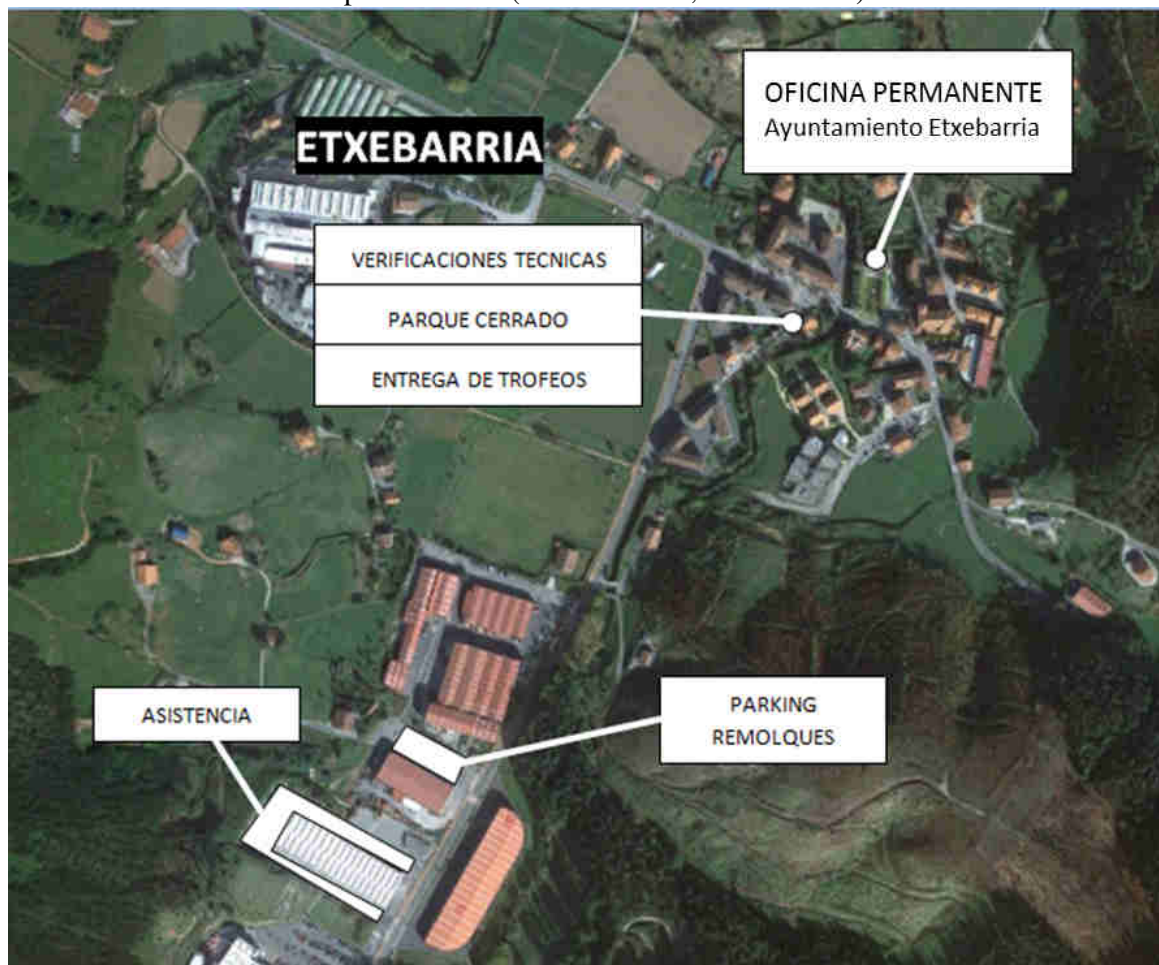 OFICINA PERMANENTE
Ayuntamiento Etxebarria
ETXEBARRIA
VERIFICACIONES TECNICAS
PARQUE CERRADO
ENTREGA DE TROFEOS
ASISTENCIA
PARKING
REMOLQUES